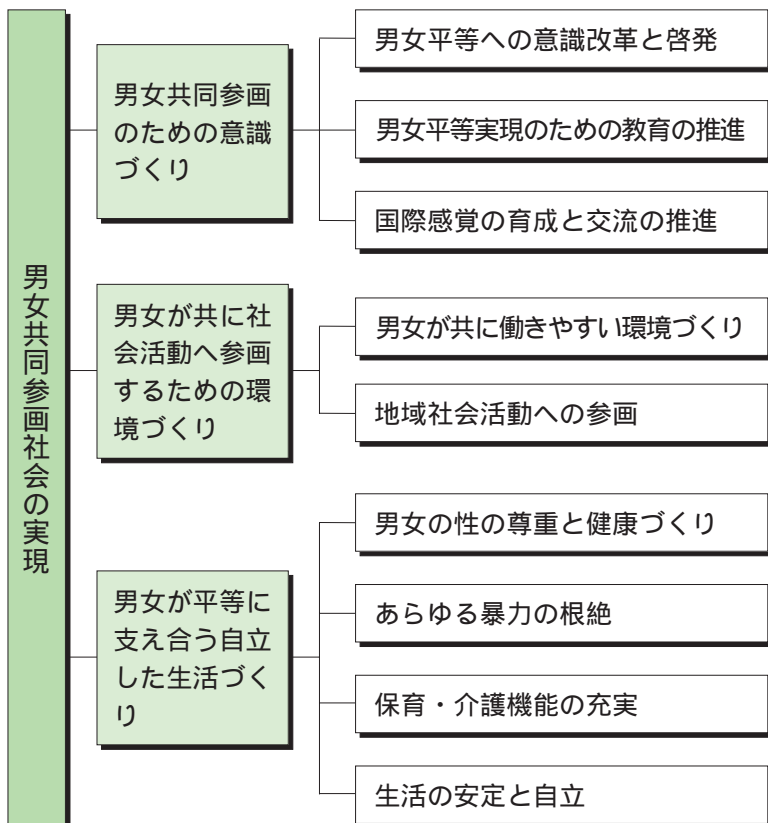 男女共同参画社会の実現
男女共同参画
のための意識
づくり
男女平等への意識改革と啓発
男女平等実現のための教育の推進
国際感覚の育成と交流の推進
男女が共に社
会活動へ参画
するための環
境づくり
男女が共に働きやすい環境づくり
地域社会活動への参画
男女が平等に
支え合う自立
した生活づく
り
男女の性の尊重と健康づくり
あらゆる暴力の根絶
保育・介護機能の充実
生活の安定と自立